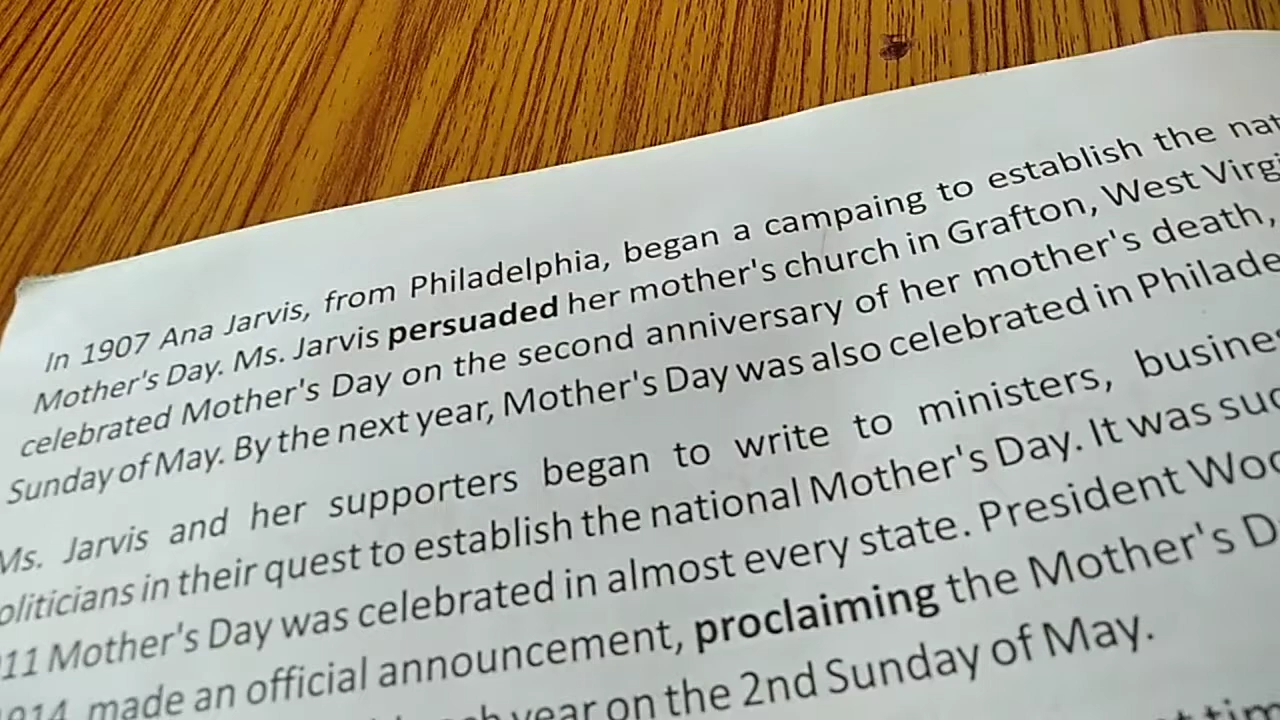 In 1907 Ana Jarvis, from Philadelphia, began a campaing to establish the
Mother's Day. Ms. Jarvis persuaded her mother's church in Grafton, West
celebrated Mother's Day on the second anniversary of her mother's death,
Sunday of May. By the next year, Mother's Day was also celebrated in
Ms. Jarvis and her supporters began to write to ministers,
in their quest to establish the national Mother's Day. It was
Mother's Day was celebrated in almost every state. President
made an official announcement, proclaiming the Mother's
year on the 2nd Sunday of May.